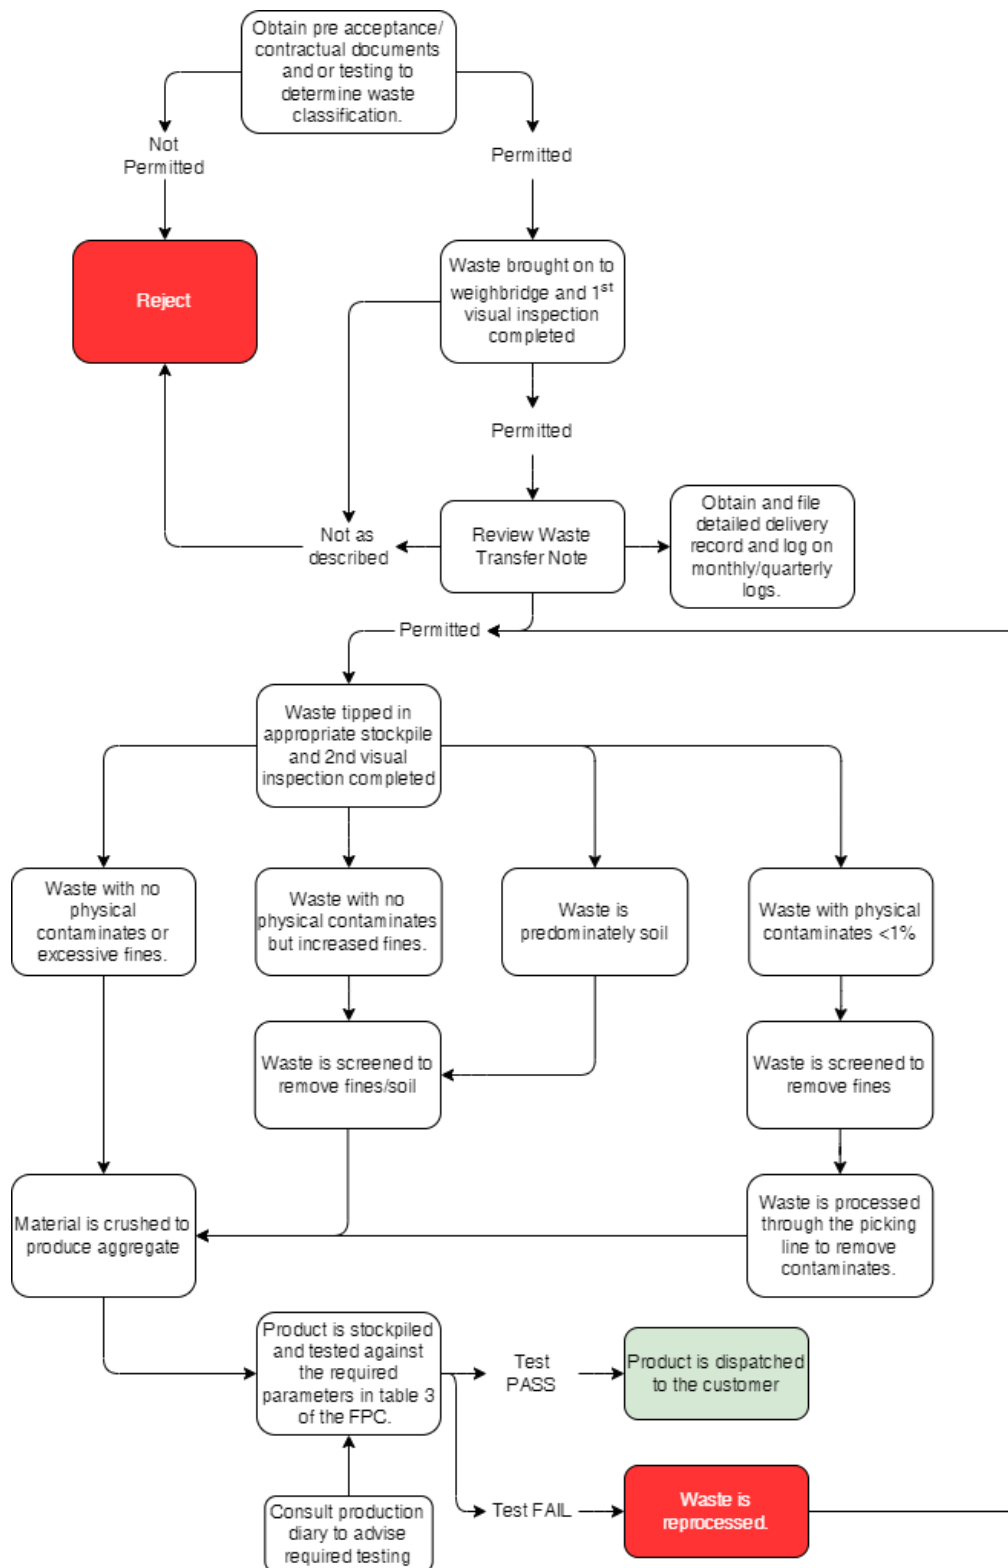 Obtain pre acceptance/
contractual documents
and or testing to
determine waste
classification.
Not
Permitted
Permitted
Reject
Waste brought on to
weighbridge and 1st
visual inspection
completed
Permitted
Not as
described
Review Waste
Transfer Note
Obtain and file
detailed delivery
record and log on
monthly/quarterly
logs.
Permitted
Waste tipped in
appropriate stockpile
and 2nd visual
inspection completed
Waste with no
physical
contaminates or
excessive fines.
Waste with no
physical contaminates
but increased fines.
Waste is
predominately soil
Waste with physical
contaminates <1%
Waste is screened to
remove fines/soil
Waste is screened to
remove fines
Material is crushed to
produce aggregate
Waste is processed
through the picking
line to remove
contaminates.
Product is stockpiled
and tested against
the required
parameters in table 3
of the FPC.
Test
PASS
Product is dispatched
to the customer
Consult production
diary to advise
required testing
Test FAIL
Waste is
reprocessed.